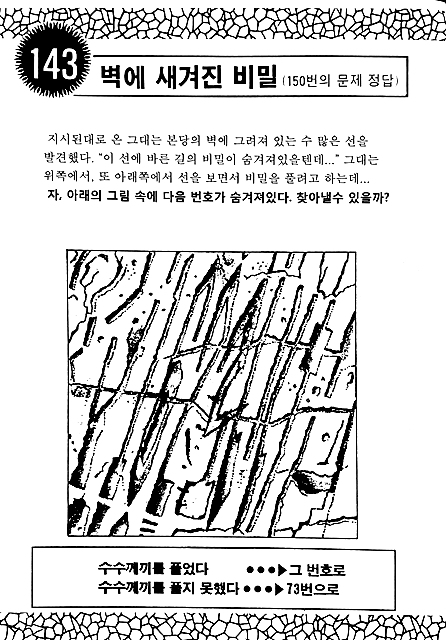 143
벽에 새겨진 비밀 (150번의 문제 정답)
지시된대로 온 그대는 본당의 벽에 그려져 있는 수 많은 선을
발견했다. "이 선에 바른 길의 비밀이 숨겨져있을텐데..." 그대는
위쪽에서, 또 아래쪽에서 선을 보면서 비밀을 풀려고 하는데...
자, 아래의 그림 속에 다음 번호가 숨겨져있다. 찾아낼수 있을까?
수수께끼를 풀었다 ●●●▶그 번호로
수수께끼를 풀지 못했다 ●●●▶73번으로